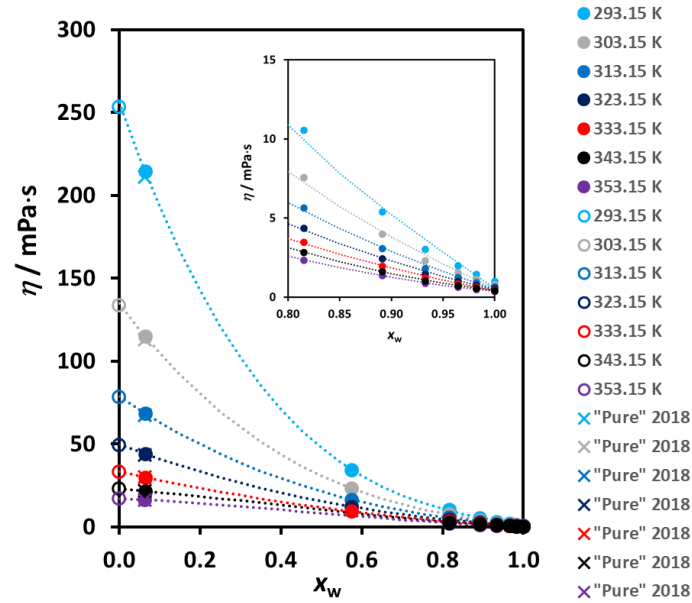 300
250
200
150
100
50
0
η / mPa·s
0.0
0.2
0.4
0.6
0.8
1.0
xw
15
10
5
0
η / mPa·s
0.80
0.85
0.90
0.95
1.00
xw
293.15 K
303.15 K
313.15 K
323.15 K
333.15 K
343.15 K
353.15 K
293.15 K
303.15 K
313.15 K
323.15 K
333.15 K
343.15 K
353.15 K
"Pure" 2018
"Pure" 2018
"Pure" 2018
"Pure" 2018
"Pure" 2018
"Pure" 2018
"Pure" 2018